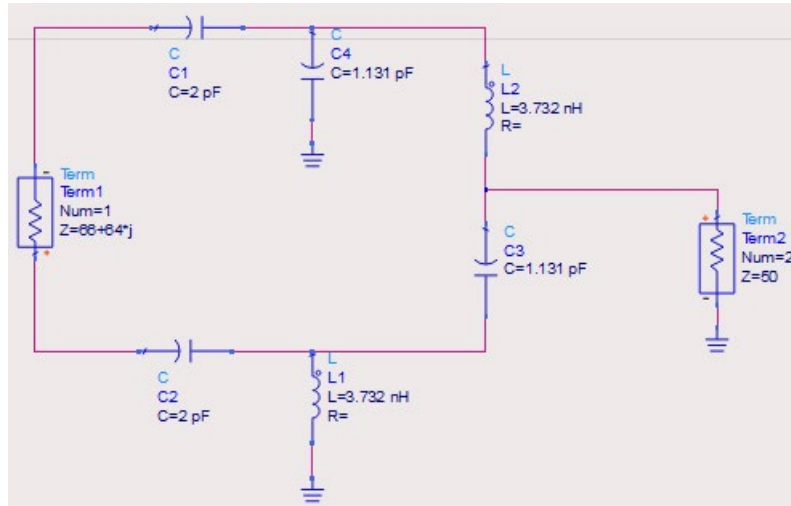 C
C1
C=2 pF
C
C4
C=1.131 pF
L
L2
L=3.732 nH
R=
Term
Term1
Num=1
Z=66+64*j
C
C3
C=1.131 pF
Term
Term2
Num=2
Z=50
C
C2
C=2 pF
L
L1
L=3.732 nH
R=